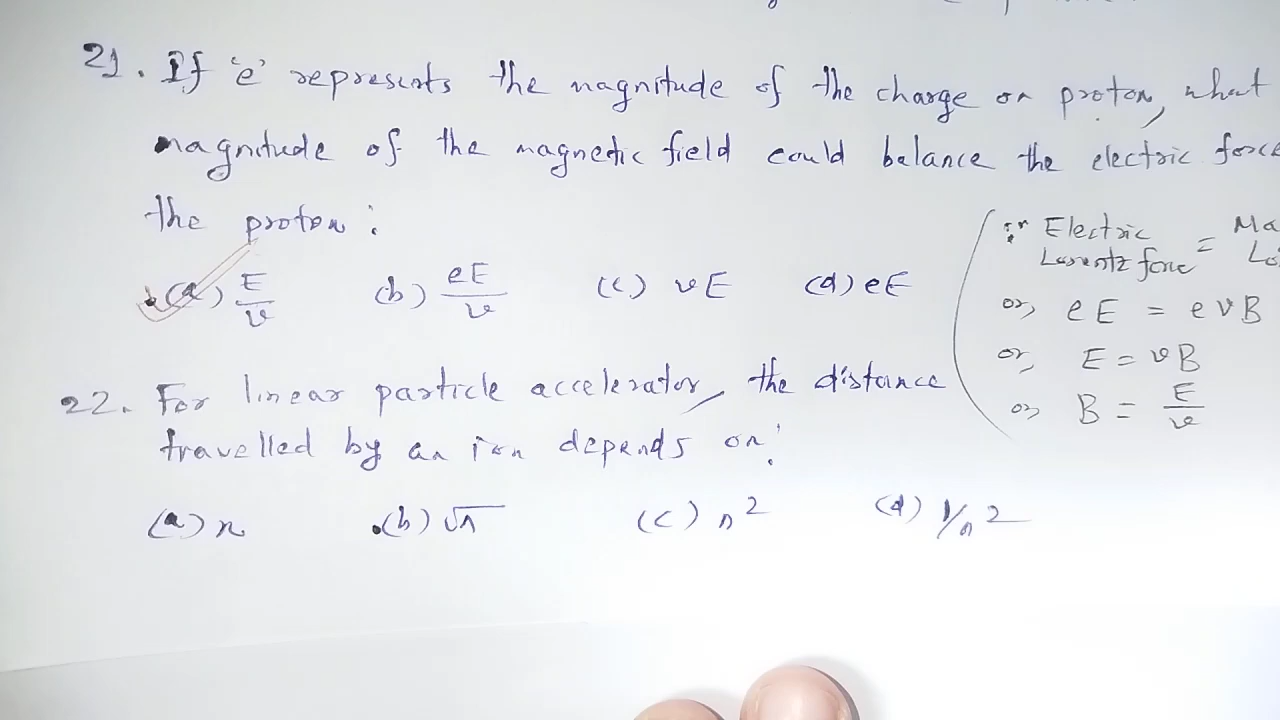 21. If 'e' represents the magnitude of the charge on proton, what
magnitude of the magnetic field could balance the electric force
the proton:
(a) E/v (b) eE/v (c) vE (d) eE
∵ Electric Lorentz force = Ma Lo
or, eE = evB
or, E = vB
or, B = E/v
22. For linear particle accelerator, the distance
travelled by an ion depends on:
(a) n (b) √n (c) n² (d) 1/n²